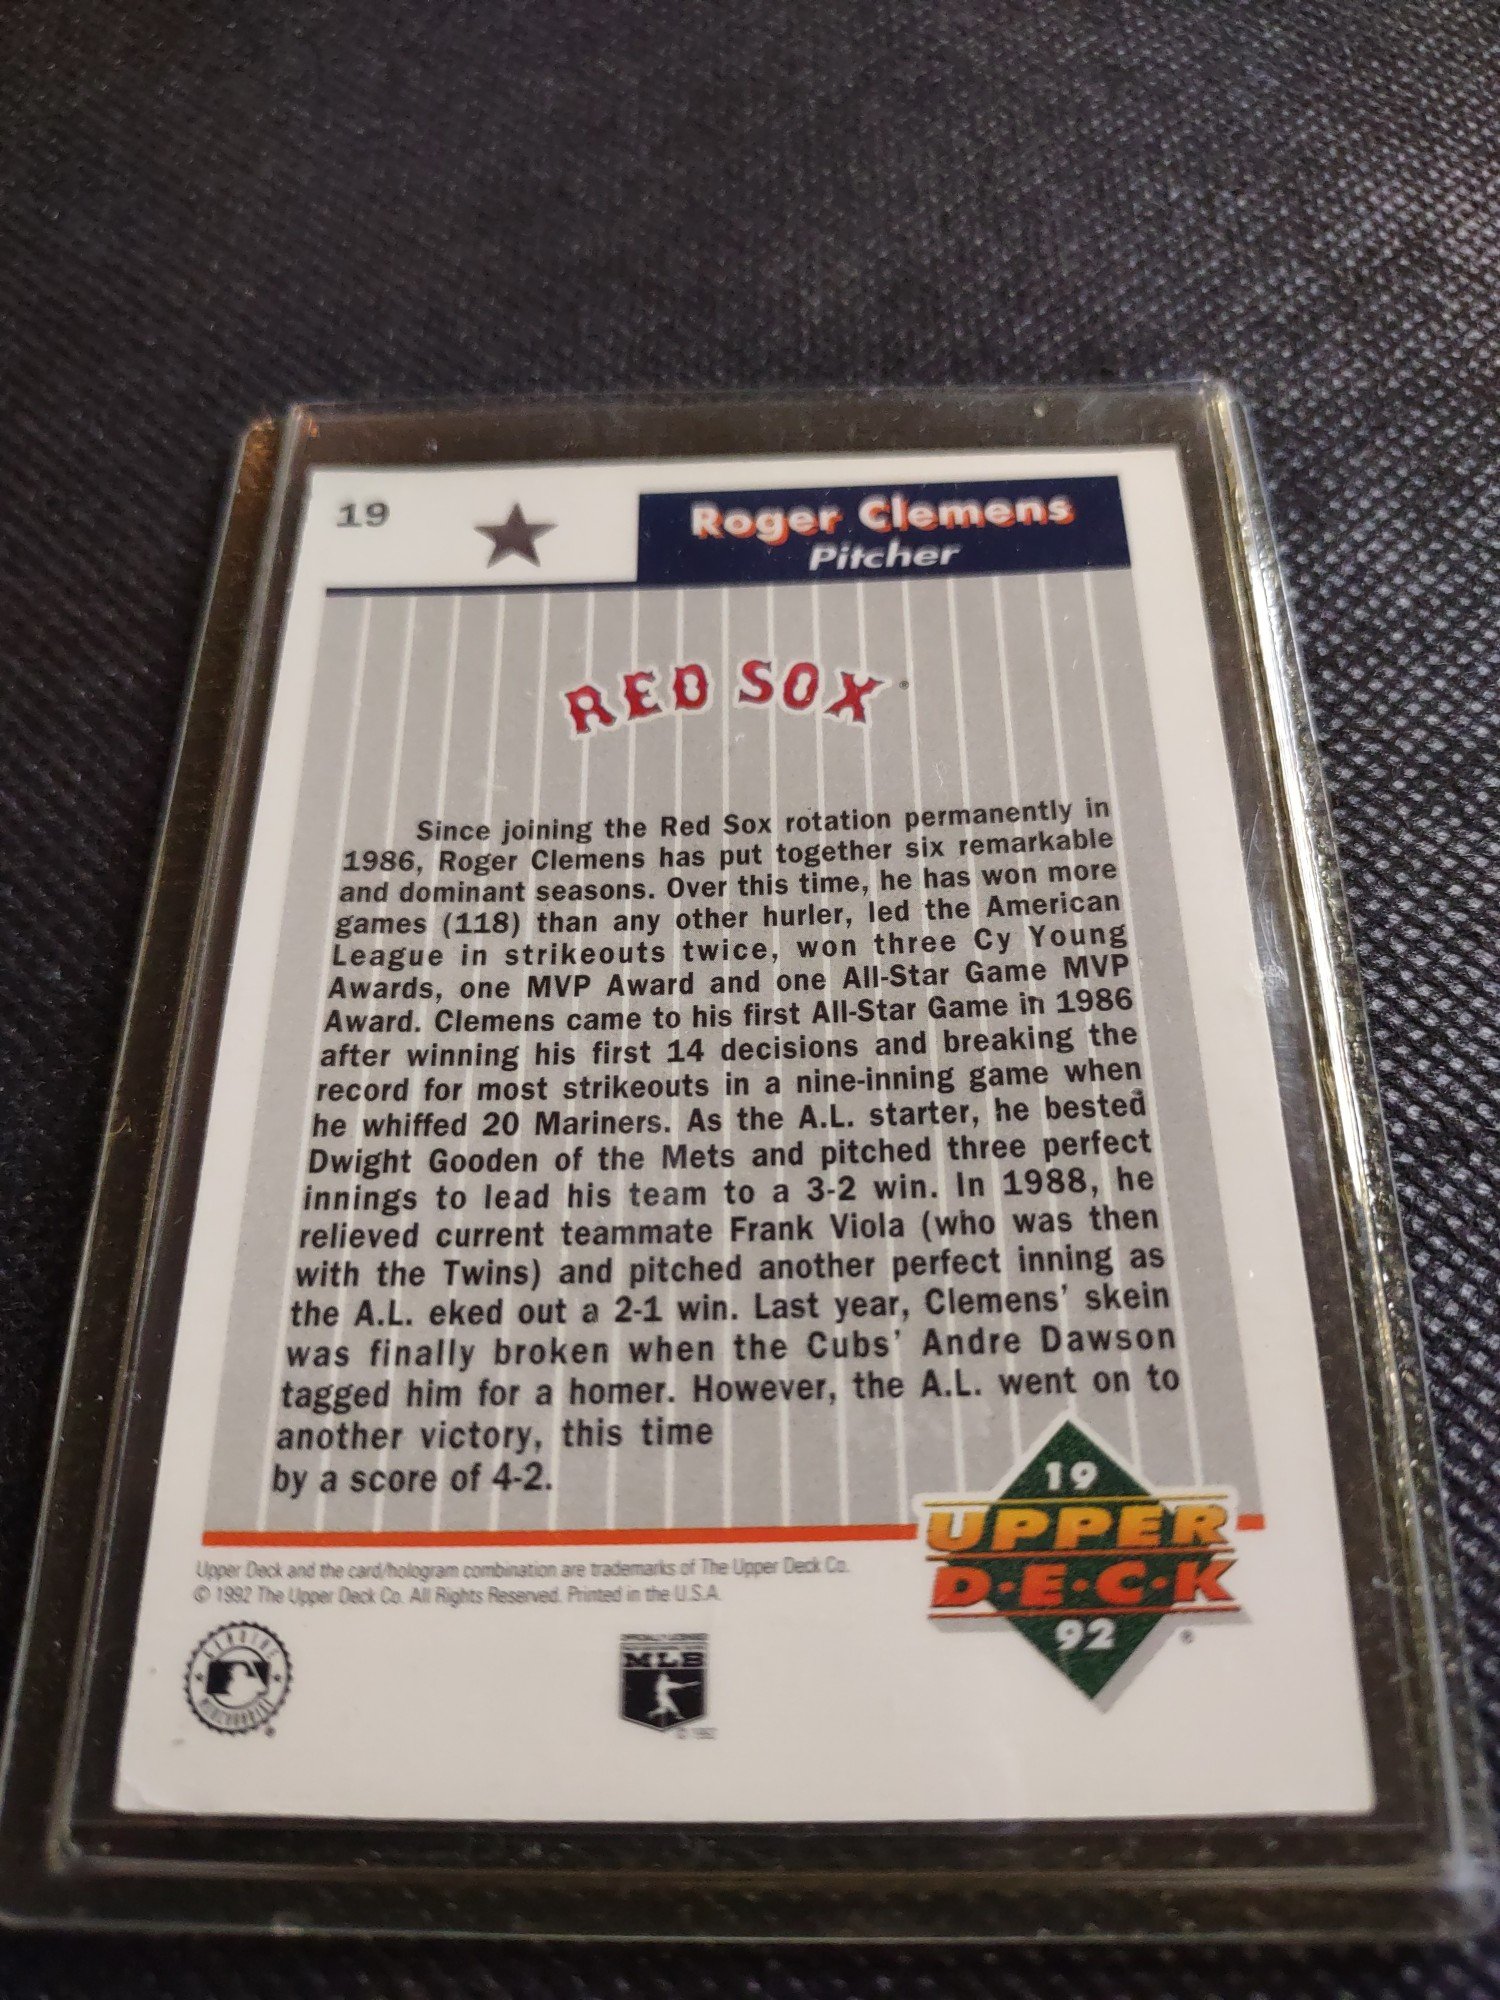 19
Roger Clemens
Pitcher
RED SOX ®
Since joining the Red Sox rotation permanently in
1986, Roger Clemens has put together six remarkable
and dominant seasons. Over this time, he has won more
games (118) than any other hurler, led the American
League in strikeouts twice, won three Cy Young
Awards, one MVP Award and one All-Star Game MVP
Award. Clemens came to his first All-Star Game in 1986
after winning his first 14 decisions and breaking the
record for most strikeouts in a nine-inning game when
he whiffed 20 Mariners. As the A.L. starter, he bested
Dwight Gooden of the Mets and pitched three perfect
innings to lead his team to a 3-2 win. In 1988, he
relieved current teammate Frank Viola (who was then
with the Twins) and pitched another perfect inning as
the A.L. eked out a 2-1 win. Last year, Clemens' skein
was finally broken when the Cubs' Andre Dawson
tagged him for a homer. However, the A.L. went on to
another victory, this time
by a score of 4-2.
19
UPPER
D·E·C·K
92
®
Upper Deck and the card/hologram combination are trademarks of The Upper Deck Co.
© 1992 The Upper Deck Co. All Rights Reserved. Printed in the U.S.A.
GENUINE
MERCHANDISE
®
MLB